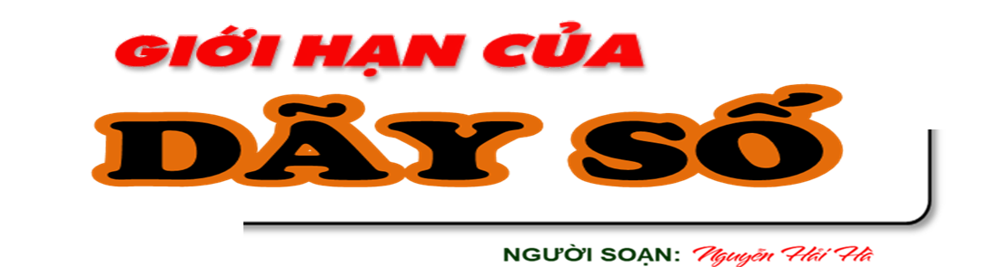 GIỚI HẠN CỦA
DÃY SỐ
NGƯỜI SOẠN: Nguyễn Hải Hà